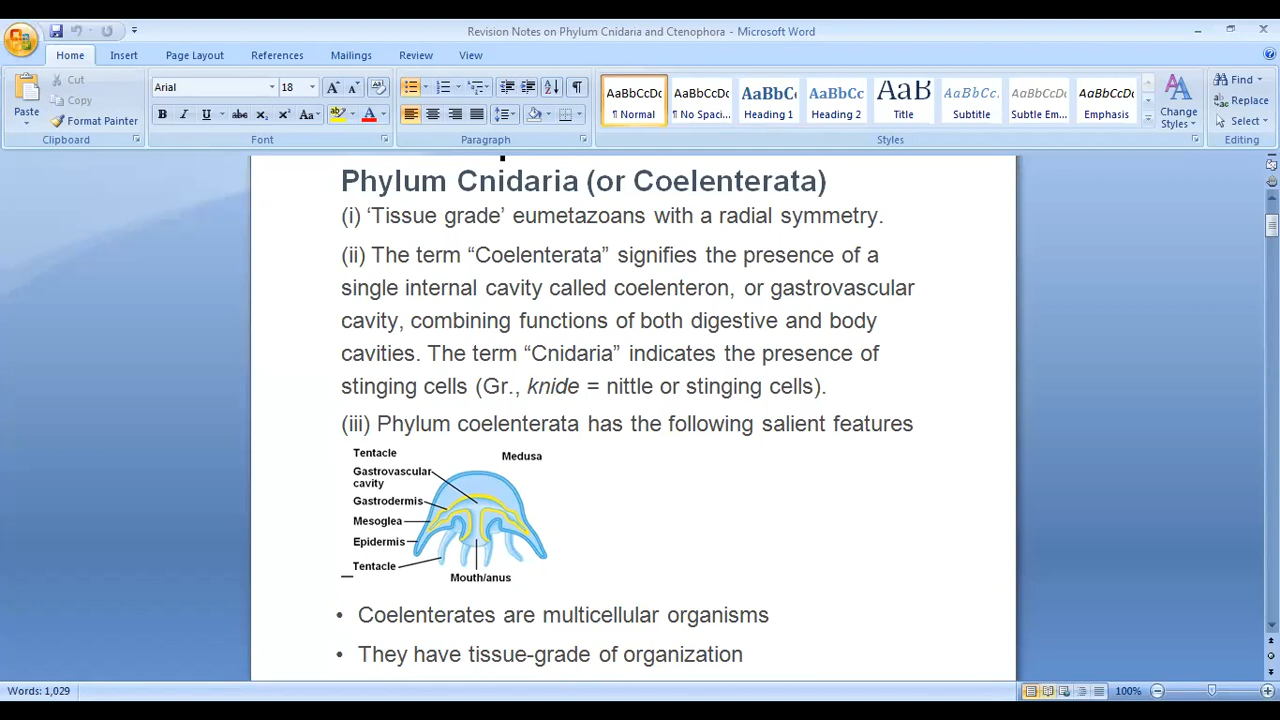 Revision Notes on Phylum Cnidaria and Ctenophora - Microsoft Word
Home Insert Page Layout References Mailings Review View
Paste
Cut
Copy
Format Painter
Clipboard
Arial 18
B I U abc x₂ x² Aa
Font
Paragraph
AaBbCcDc AaBbCcDc AaBbC AaBbCc AaB AaBbCc. AaBbCcDc AaBbCcDc
¶ Normal ¶ No Spaci... Heading 1 Heading 2 Title Subtitle Subtle Em... Emphasis
Change Styles
Styles
Find
Replace
Select
Editing
Phylum Cnidaria (or Coelenterata)
(i) ‘Tissue grade’ eumetazoans with a radial symmetry.
(ii) The term “Coelenterata” signifies the presence of a
single internal cavity called coelenteron, or gastrovascular
cavity, combining functions of both digestive and body
cavities. The term “Cnidaria” indicates the presence of
stinging cells (Gr., knide = nittle or stinging cells).
(iii) Phylum coelenterata has the following salient features
Tentacle
Medusa
Gastrovascular
cavity
Gastrodermis
Mesoglea
Epidermis
Tentacle
Mouth/anus
• Coelenterates are multicellular organisms
• They have tissue-grade of organization
Words: 1,029
100%